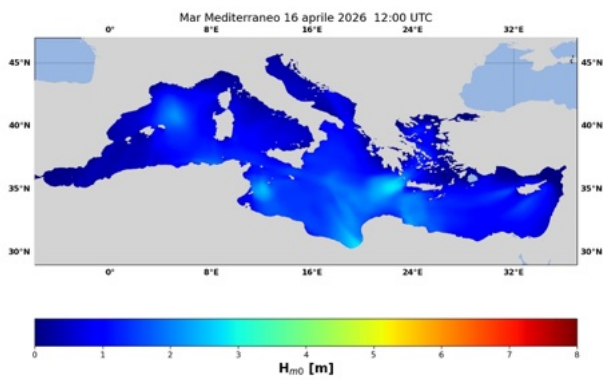 Mar Mediterraneo 16 aprile 2026 12:00 UTC
0° 8°E 16°E 24°E 32°E
45°N 45°N
40°N 40°N
35°N 35°N
30°N 30°N
0° 8°E 16°E 24°E 32°E
0 1 2 3 4 5 6 7 8
Hm0 [m]